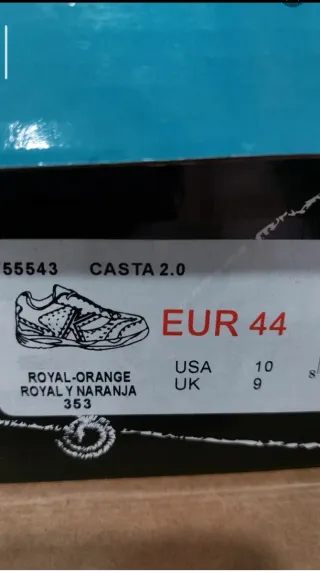 55543 CASTA 2.0
EUR 44
USA 10
UK 9
ROYAL-ORANGE
ROYAL Y NARANJA
353